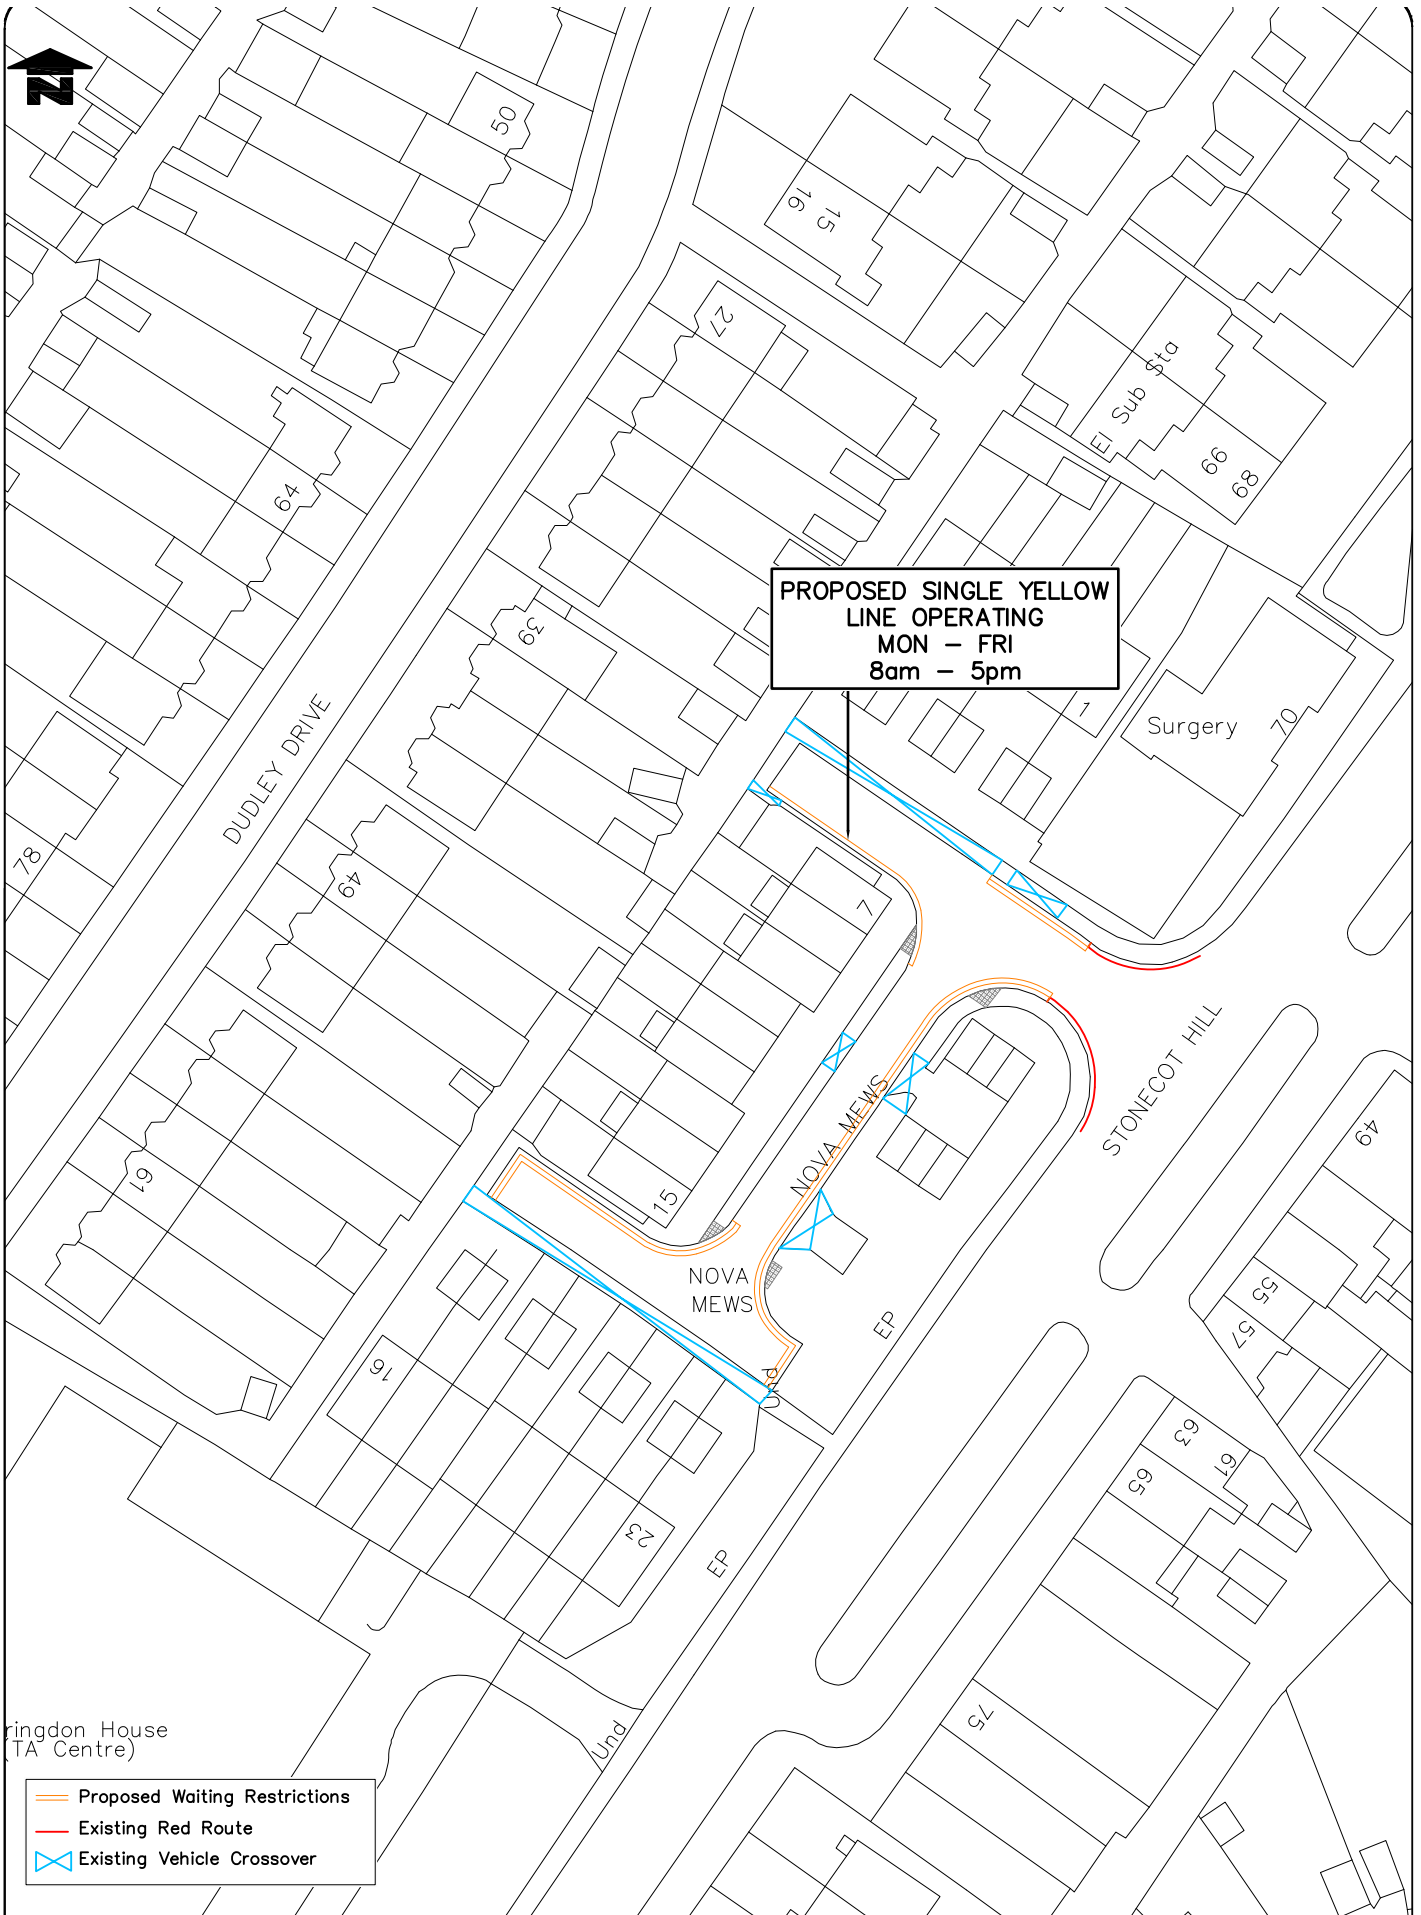 N
50
16
15
27
El Sub Sta
66
68
64
PROPOSED SINGLE YELLOW
LINE OPERATING
MON – FRI
8am – 5pm
39
1
Surgery
70
DUDLEY DRIVE
78
49
7
STONECOT HILL
NOVA MEWS
49
61
15
NOVA
MEWS
EP
55
57
16
63
61
65
23
EP
75
Und
ringdon House
(TA Centre)
Proposed Waiting Restrictions
Existing Red Route
Existing Vehicle Crossover